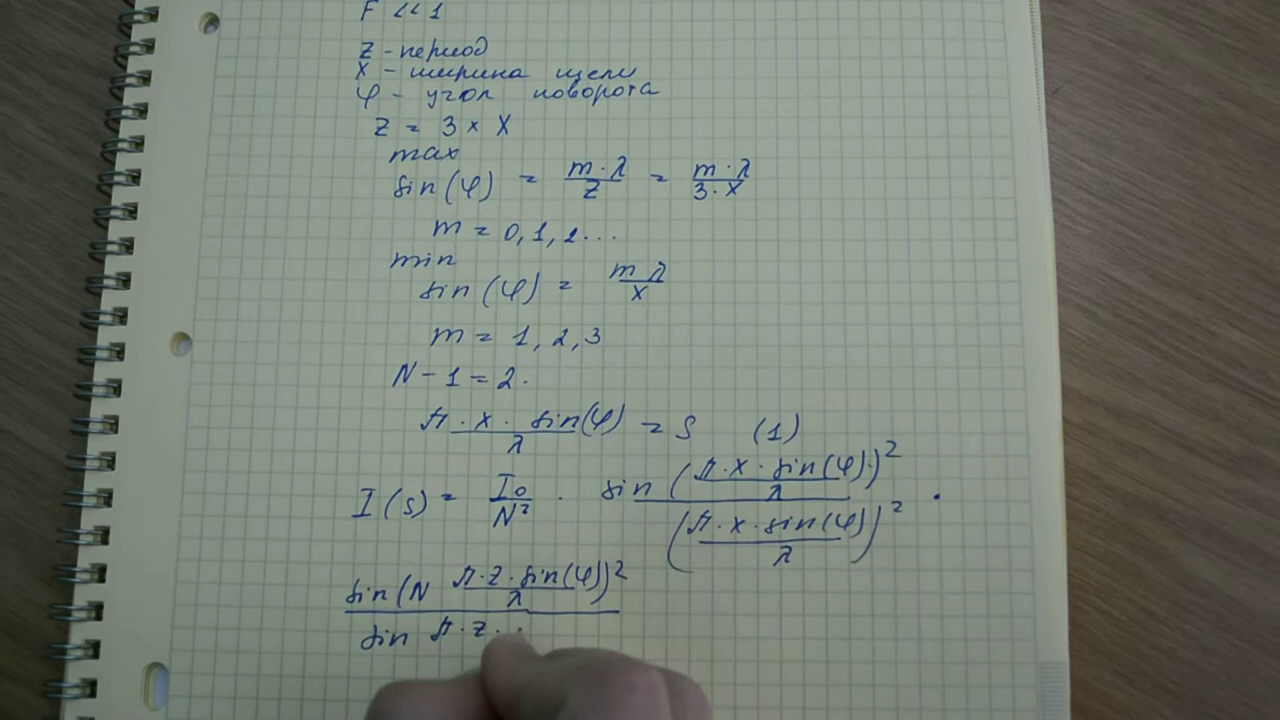 F << 1
Z - период
X - ширина щели
φ - угол поворота
Z = 3 × X
max
sin(φ) = m·λ/Z = m·λ/3·X
m = 0, 1, 2...
min
sin(φ) = m λ/X
m = 1, 2, 3
N - 1 = 2.
π·X·sin(φ)/λ = S (1)
I(s) = I₀/N² · sin(π·X·sin(φ)/λ)²/(π·X·sin(φ)/λ)² ·
sin(N π·Z·sin(φ)/λ)²/sin π·Z·